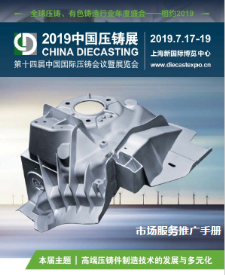 全球压铸、有色铸造行业年度盛会——相约2019
2019中国压铸展
CHINA DIECASTING
第十四届中国国际压铸会议暨展览会
2019.7.17-19
上海新国际博览中心
www.diecastexpo.cn
市场服务推广手册
本届主题 | 高端压铸件制造技术的发展与多元化